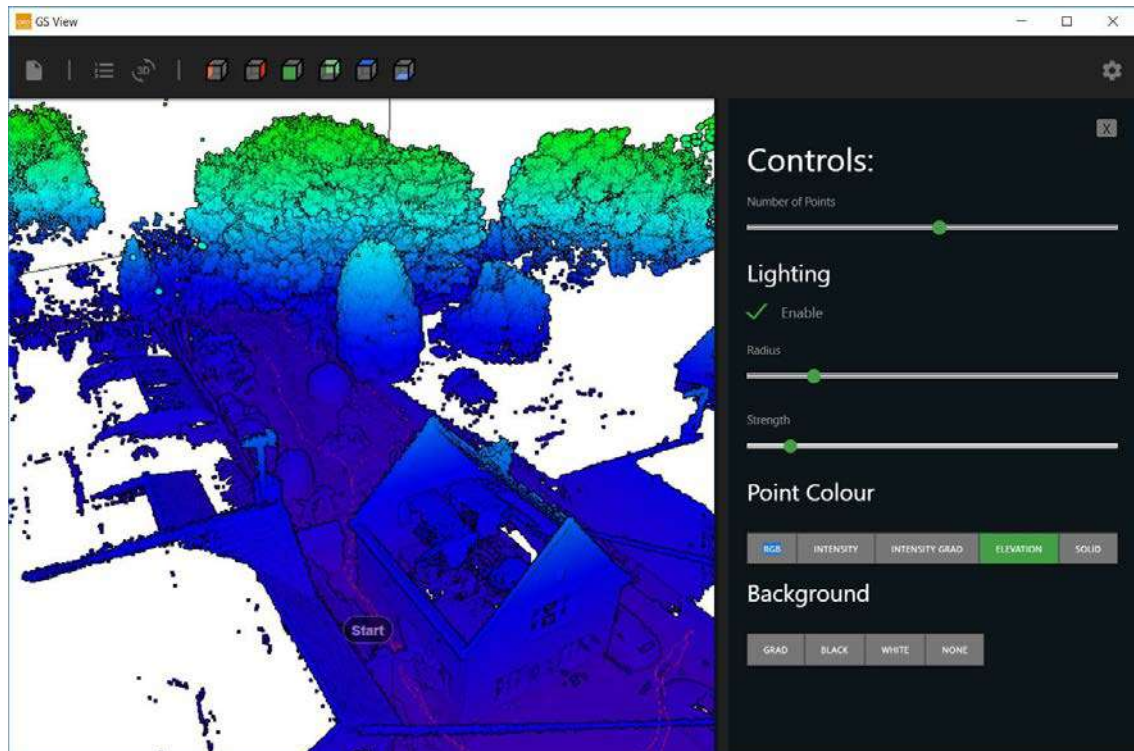 GS View
3D
X
Controls:
Number of Points
Lighting
Enable
Radius
Strength
Point Colour
RGB INTENSITY INTENSITY GRAD ELEVATION SOLID
Background
GRAD BLACK WHITE NONE
Start